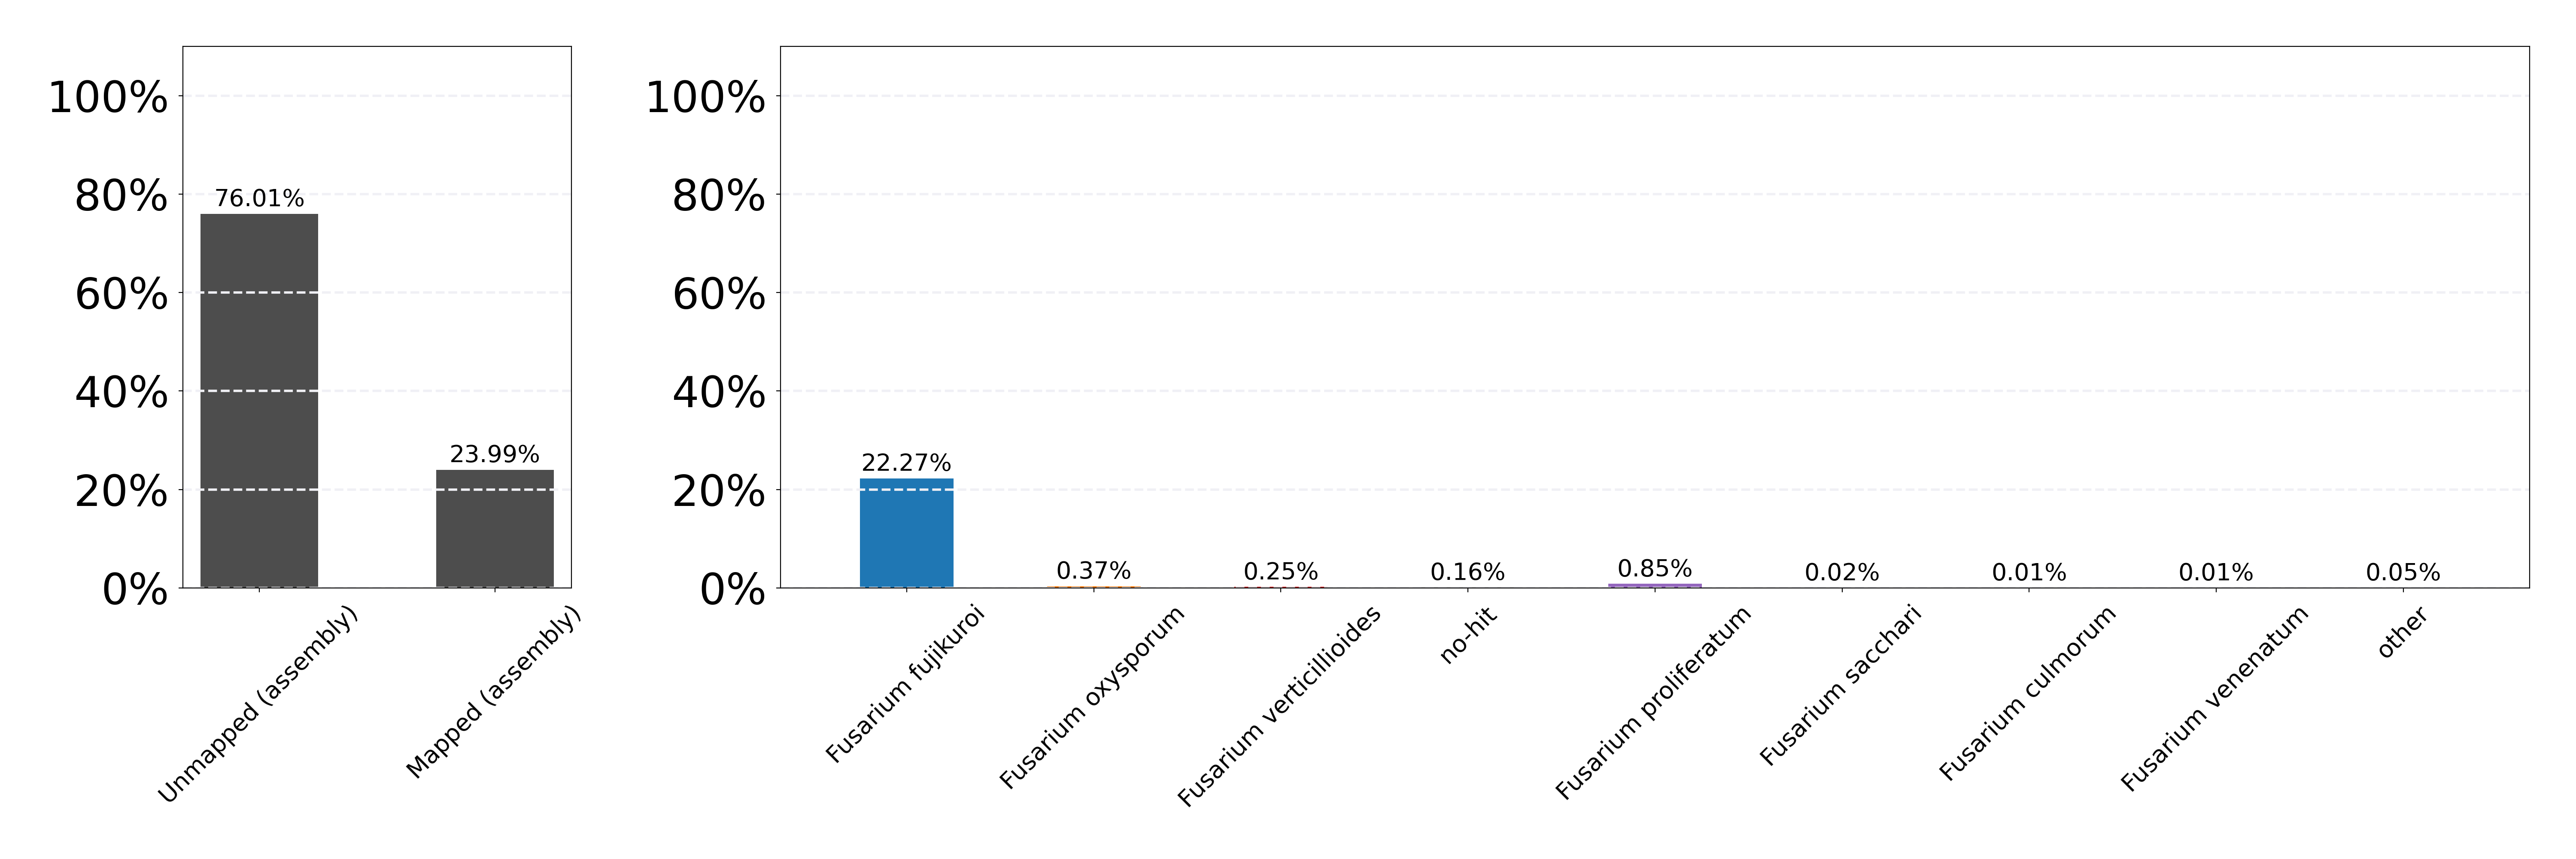 100%
80%
60%
40%
20%
0%
76.01%
23.99%
Unmapped (assembly)
Mapped (assembly)
100%
80%
60%
40%
20%
0%
22.27%
0.37%
0.25%
0.16%
0.85%
0.02%
0.01%
0.01%
0.05%
Fusarium fujikuroi
Fusarium oxysporum
Fusarium verticillioides
no-hit
Fusarium proliferatum
Fusarium sacchari
Fusarium culmorum
Fusarium venenatum
other